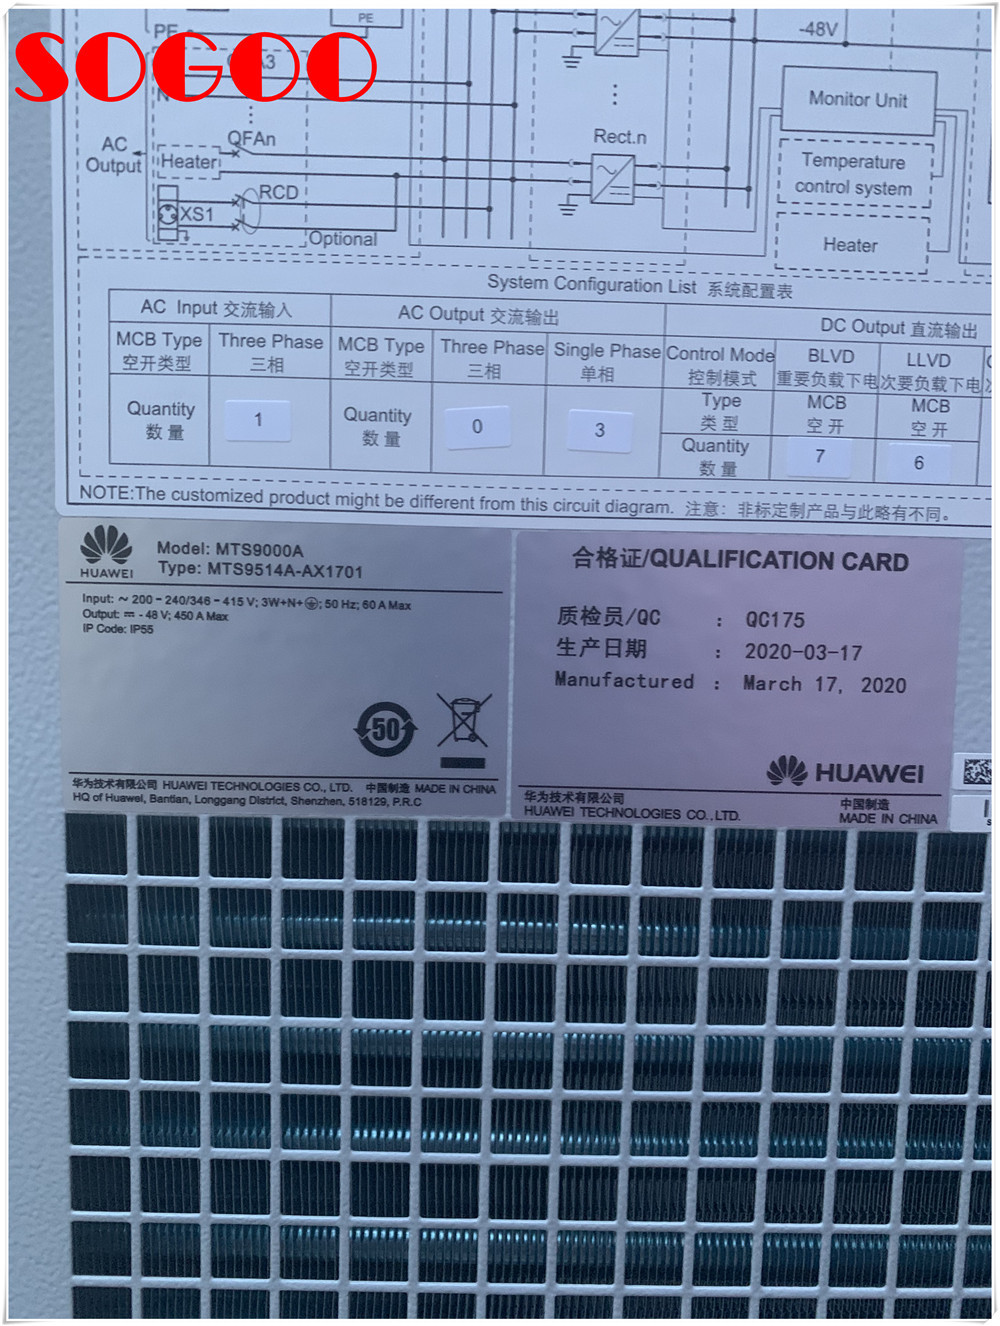 SOGOO
PE
PE
-48V
A3
N
Monitor Unit
AC
Output
QFAn
Rect.n
Heater
Temperature
control system
RCD
XS1
Optional
Heater
System Configuration List 系统配置表
AC Input 交流输入
AC Output 交流输出
DC Output 直流输出
MCB Type
空开类型
Three Phase
三相
MCB Type
空开类型
Three Phase
三相
Single Phase
单相
Control Mode
控制模式
BLVD
重要负载下电
LLVD
次要负载下电
Type
类 型
MCB
空 开
MCB
空 开
Quantity
数 量
1
Quantity
数 量
0
3
Quantity
数 量
7
6
NOTE:The customized product might be different from this circuit diagram. 注意：非标定制产品与此略有不同。
HUAWEI
Model: MTS9000A
Type: MTS9514A-AX1701
Input: ~ 200 - 240/346 - 415 V; 3W+N+⏚; 50 Hz; 60 A Max
Output: ⎓ - 48 V; 450 A Max
IP Code: IP55
50
华为技术有限公司 HUAWEI TECHNOLOGIES CO., LTD. 中国制造 MADE IN CHINA
HQ of Huawei, Bantian, Longgang District, Shenzhen, 518129, P.R.C
合格证/QUALIFICATION CARD
质检员/QC : QC175
生产日期 : 2020-03-17
Manufactured : March 17, 2020
HUAWEI
华为技术有限公司
HUAWEI TECHNOLOGIES CO.,LTD.
中国制造
MADE IN CHINA